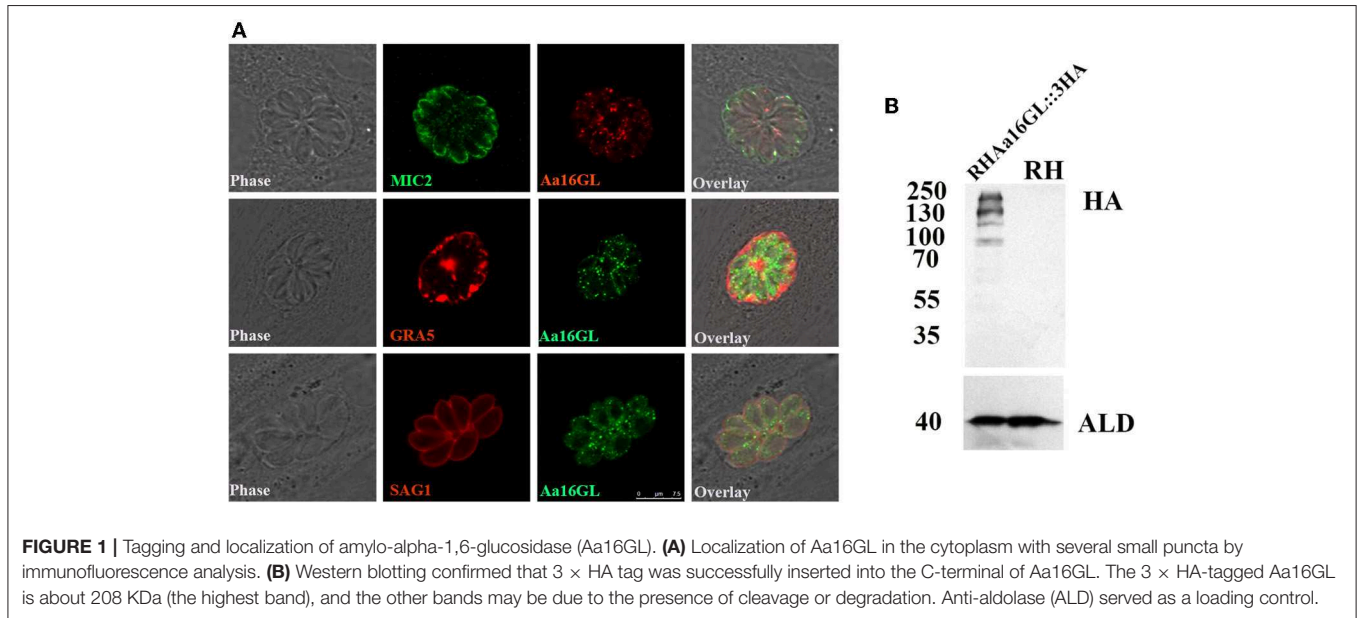 A
Phase MIC2 Aa16GL Overlay
Phase GRA5 Aa16GL Overlay
Phase SAG1 Aa16GL Overlay
0 µm 7.5
B
RHAa16GL::3HA
RH
250
130
100
70
55
35
HA
40
ALD
FIGURE 1 | Tagging and localization of amylo-alpha-1,6-glucosidase (Aa16GL). (A) Localization of Aa16GL in the cytoplasm with several small puncta by
immunofluorescence analysis. (B) Western blotting confirmed that 3 × HA tag was successfully inserted into the C-terminal of Aa16GL. The 3 × HA-tagged Aa16GL
is about 208 KDa (the highest band), and the other bands may be due to the presence of cleavage or degradation. Anti-aldolase (ALD) served as a loading control.